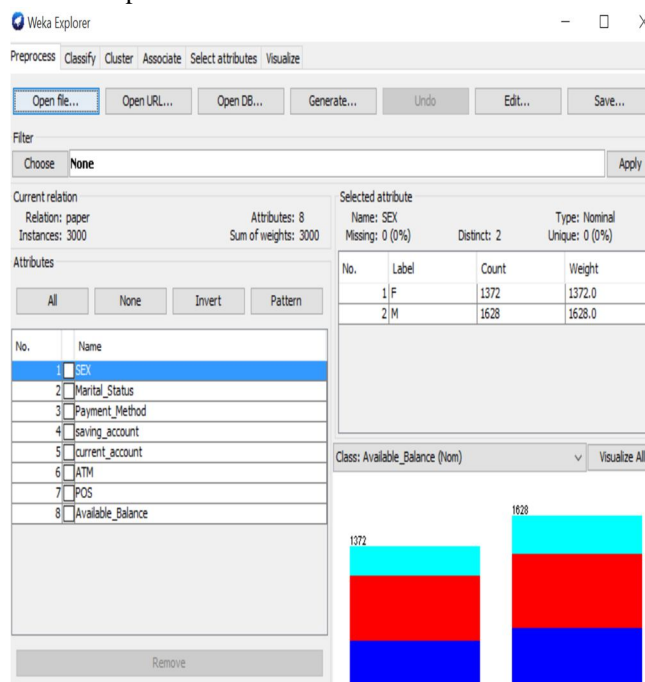 Weka Explorer
Preprocess Classify Cluster Associate Select attributes Visualize
Open file... Open URL... Open DB... Generate... Undo Edit... Save...
Filter
Choose None Apply
Current relation
Relation: paper Attributes: 8
Instances: 3000 Sum of weights: 3000
Attributes
All None Invert Pattern
No. Name
1 SEX
2 Marital_Status
3 Payment_Method
4 saving_account
5 current_account
6 ATM
7 POS
8 Available_Balance
Remove
Selected attribute
Name: SEX Type: Nominal
Missing: 0 (0%) Distinct: 2 Unique: 0 (0%)
No. Label Count Weight
1 F 1372 1372.0
2 M 1628 1628.0
Class: Available_Balance (Nom) Visualize All
1372
1628